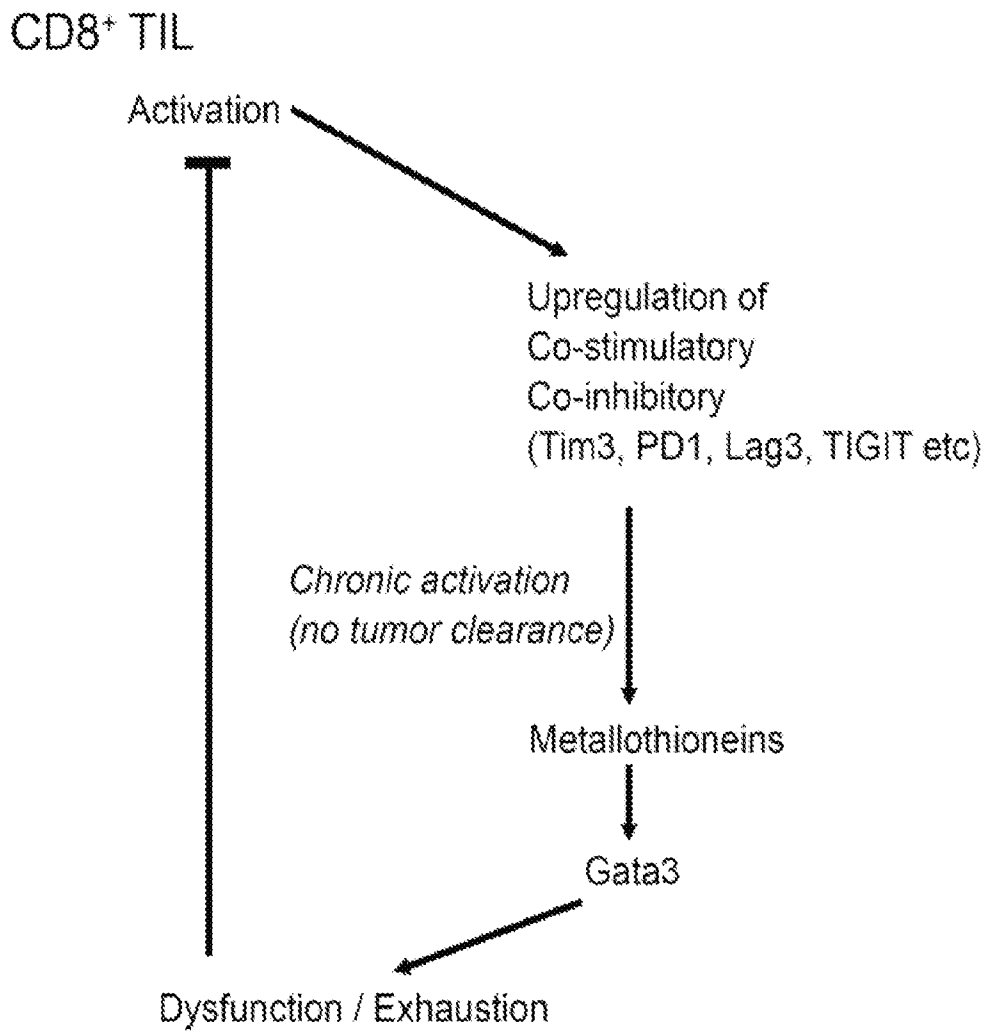 CD8⁺ TIL
Activation
Upregulation of
Co-stimulatory
Co-inhibitory
(Tim3, PD1, Lag3, TIGIT etc)
Chronic activation
(no tumor clearance)
Metallothioneins
Gata3
Dysfunction / Exhaustion